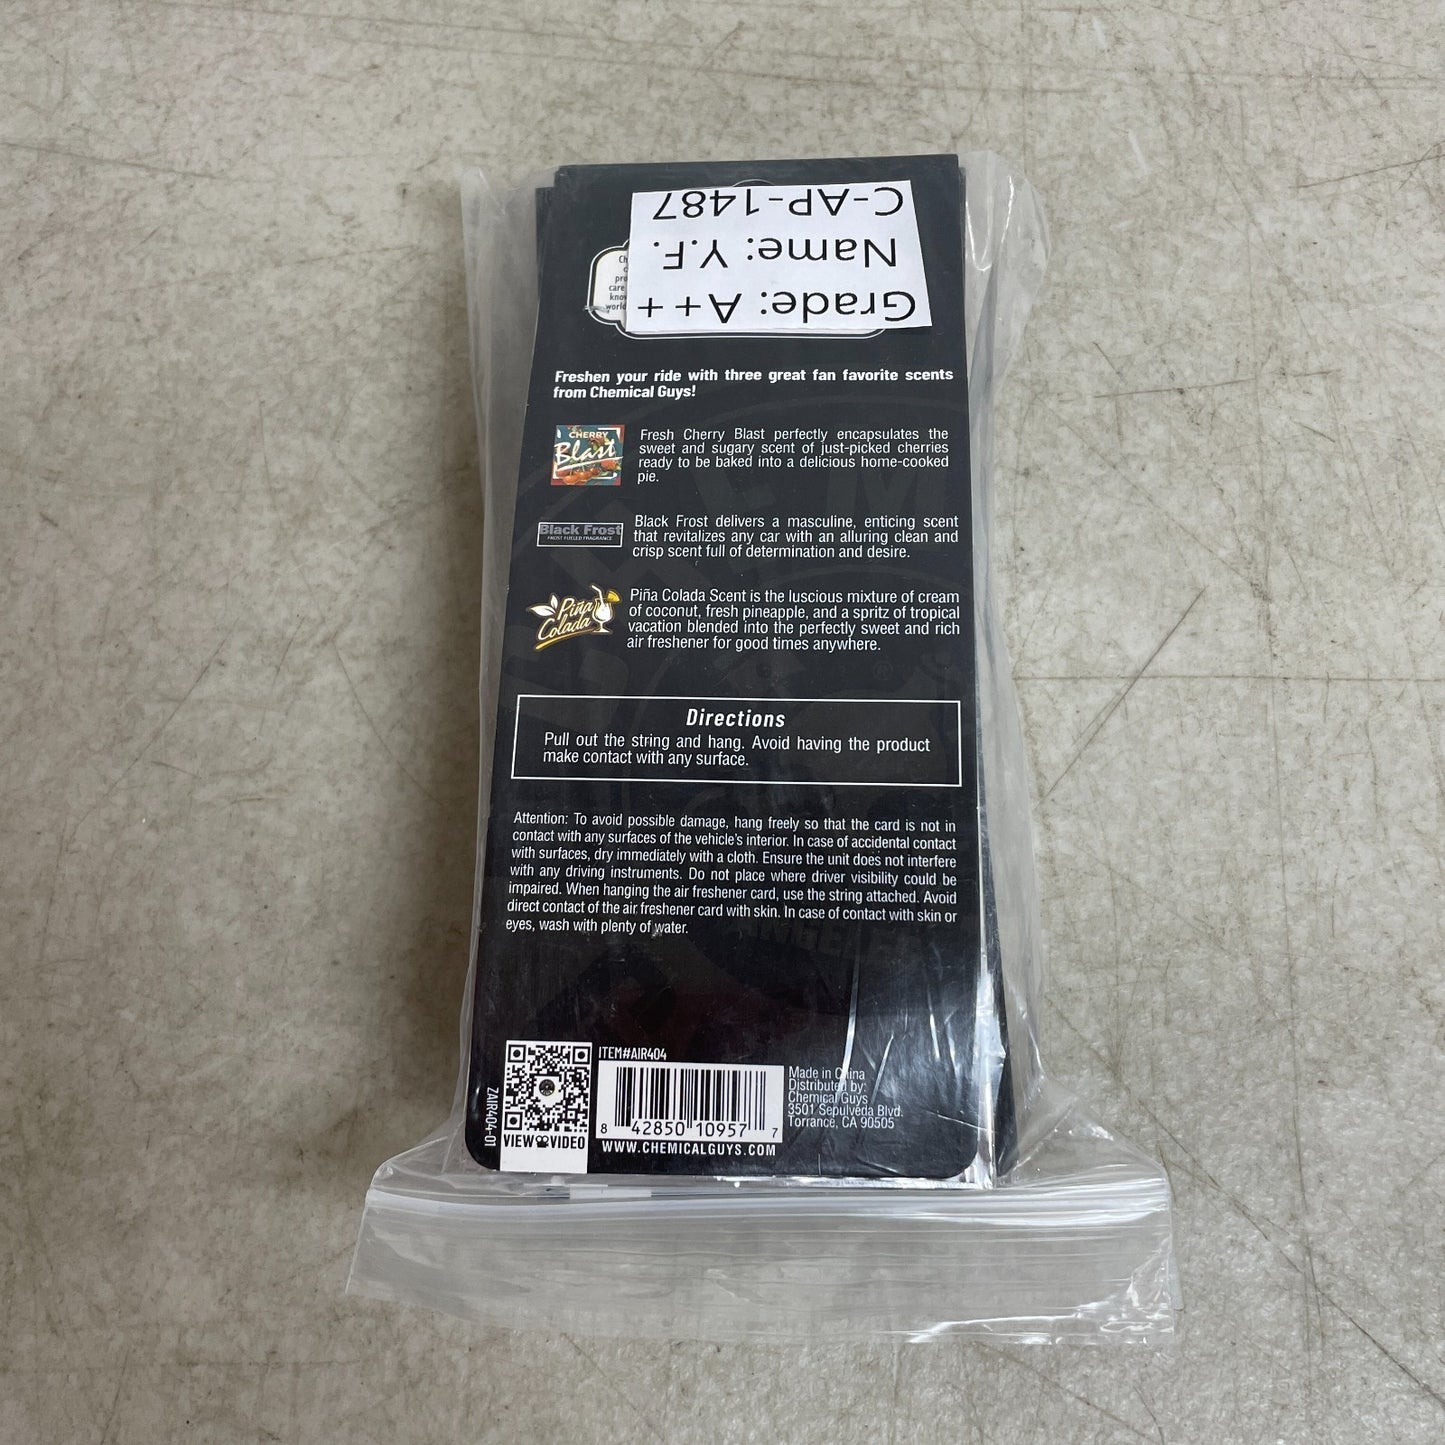 C-AP-1487
Name: Y.F.
Grade: A++
Ch
pro
care
know
world
Freshen your ride with three great fan favorite scents
from Chemical Guys!
CHERRY
Blast
Fresh Cherry Blast perfectly encapsulates the
sweet and sugary scent of just-picked cherries
ready to be baked into a delicious home-cooked
pie.
Black Frost
FROST FUELED FRAGRANCE
Black Frost delivers a masculine, enticing scent
that revitalizes any car with an alluring clean and
crisp scent full of determination and desire.
Piña
Colada
Piña Colada Scent is the luscious mixture of cream
of coconut, fresh pineapple, and a spritz of tropical
vacation blended into the perfectly sweet and rich
air freshener for good times anywhere.
Directions
Pull out the string and hang. Avoid having the product
make contact with any surface.
Attention: To avoid possible damage, hang freely so that the card is not in
contact with any surfaces of the vehicle's interior. In case of accidental contact
with surfaces, dry immediately with a cloth. Ensure the unit does not interfere
with any driving instruments. Do not place where driver visibility could be
impaired. When hanging the air freshener card, use the string attached. Avoid
direct contact of the air freshener card with skin. In case of contact with skin or
eyes, wash with plenty of water.
ZAIR404-01
VIEW VIDEO
ITEM#AIR404
8 42850 10957 7
WWW.CHEMICALGUYS.COM
Made in China
Distributed by:
Chemical Guys
3501 Sepulveda Blvd.
Torrance, CA 90505